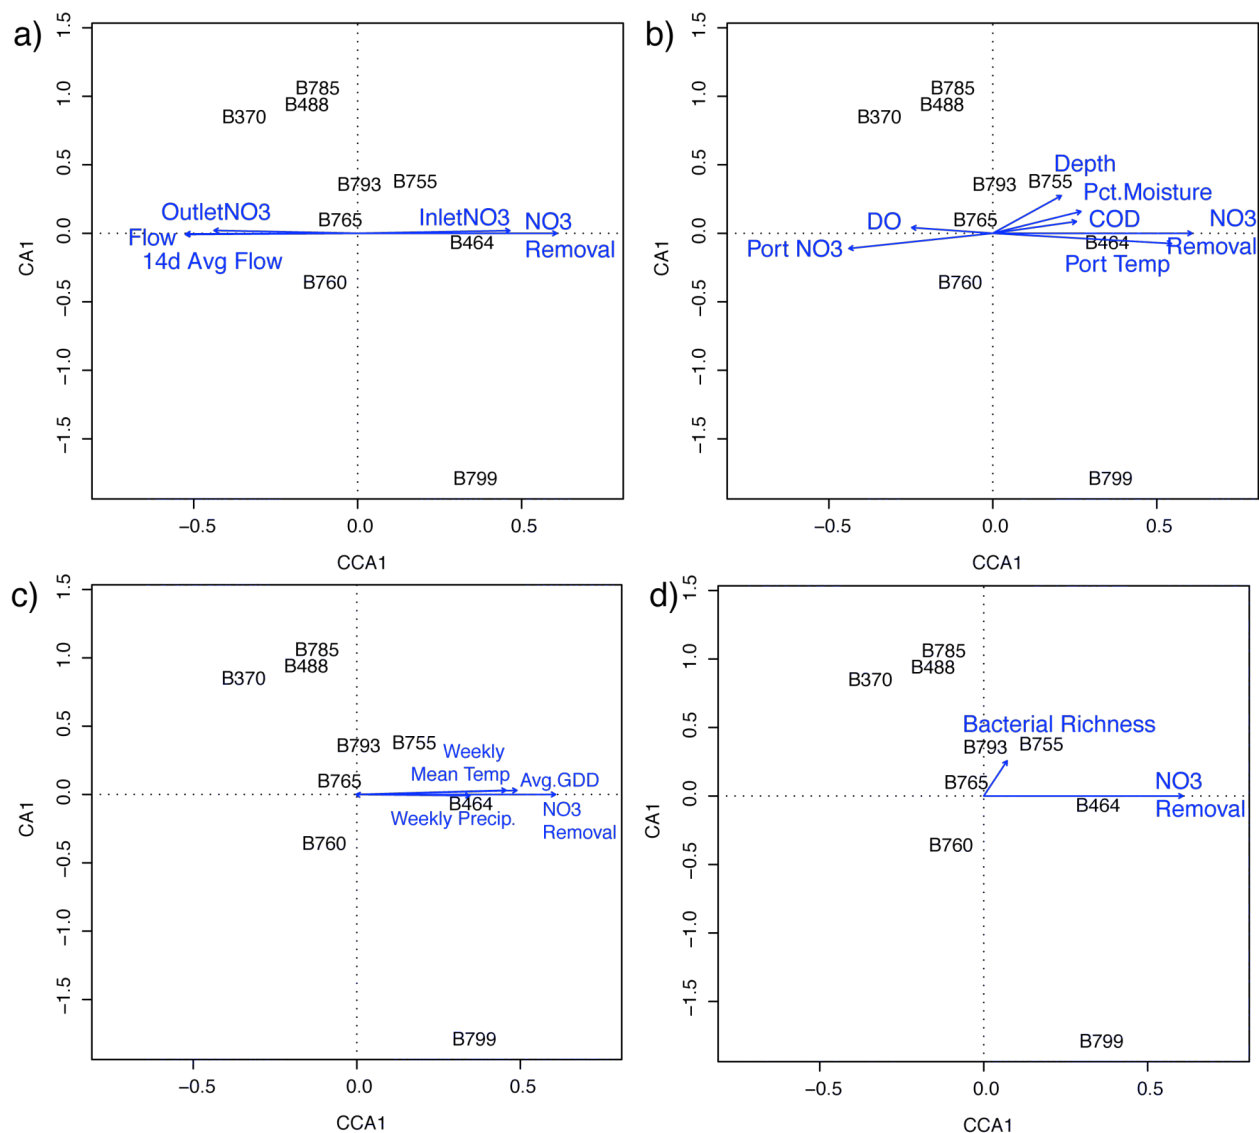 a)
1.5
1.0
0.5
0.0
−0.5
−1.0
−1.5
CA1
B785
B488
B370
B793 B755
B765
OutletNO3
InletNO3 NO3
Flow
B464 Removal
14d Avg Flow
B760
B799
−0.5 0.0 0.5
CCA1
b)
1.5
1.0
0.5
0.0
−0.5
−1.0
−1.5
CA1
B785
B488
B370
Depth
B793 B755
Pct.Moisture
DO B765 COD NO3
Port NO3 B464 Removal
Port Temp
B760
B799
−0.5 0.0 0.5
CCA1
c)
1.5
1.0
0.5
0.0
−0.5
−1.0
−1.5
CA1
B785
B488
B370
B793 B755
Weekly
Mean Temp Avg.GDD
B765
B464 NO3
Weekly Precip. Removal
B760
B799
−0.5 0.0 0.5
CCA1
d)
1.5
1.0
0.5
0.0
−0.5
−1.0
−1.5
CA1
B785
B488
B370
Bacterial Richness
B793 B755
B765 NO3
B464 Removal
B760
B799
−0.5 0.0 0.5
CCA1